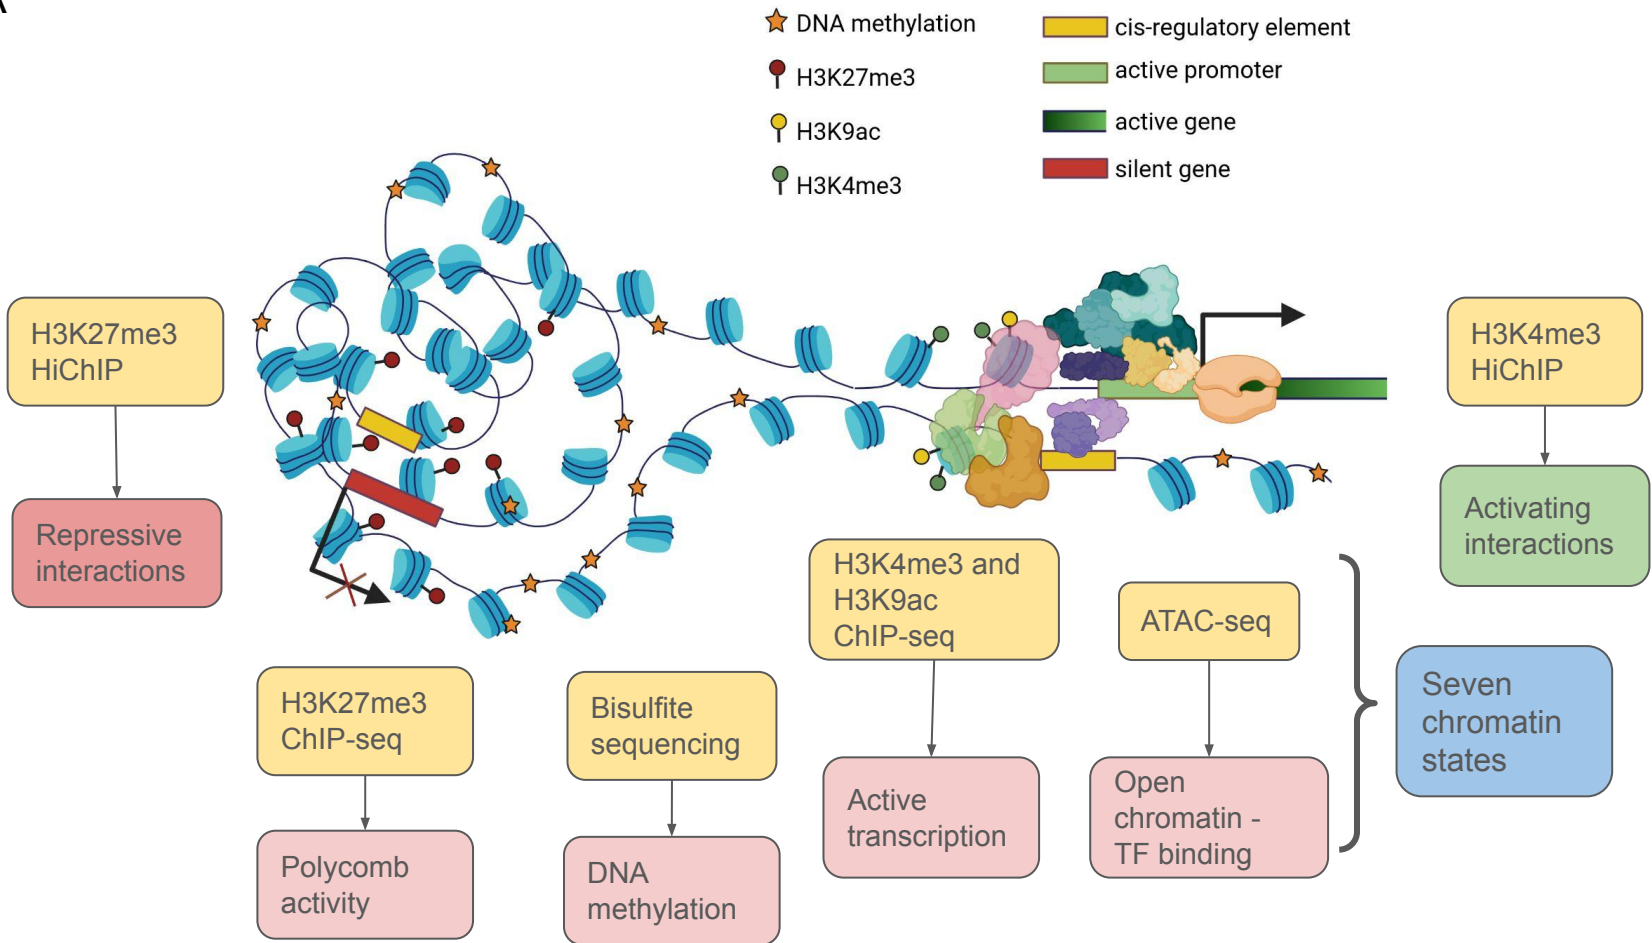 A
DNA methylation
H3K27me3
H3K9ac
H3K4me3
cis-regulatory element
active promoter
active gene
silent gene
H3K27me3
HiChIP
Repressive
interactions
H3K4me3
HiChIP
Activating
interactions
H3K27me3
ChIP-seq
Polycomb
activity
Bisulfite
sequencing
DNA
methylation
H3K4me3 and
H3K9ac
ChIP-seq
Active
transcription
ATAC-seq
Open
chromatin -
TF binding
Seven
chromatin
states